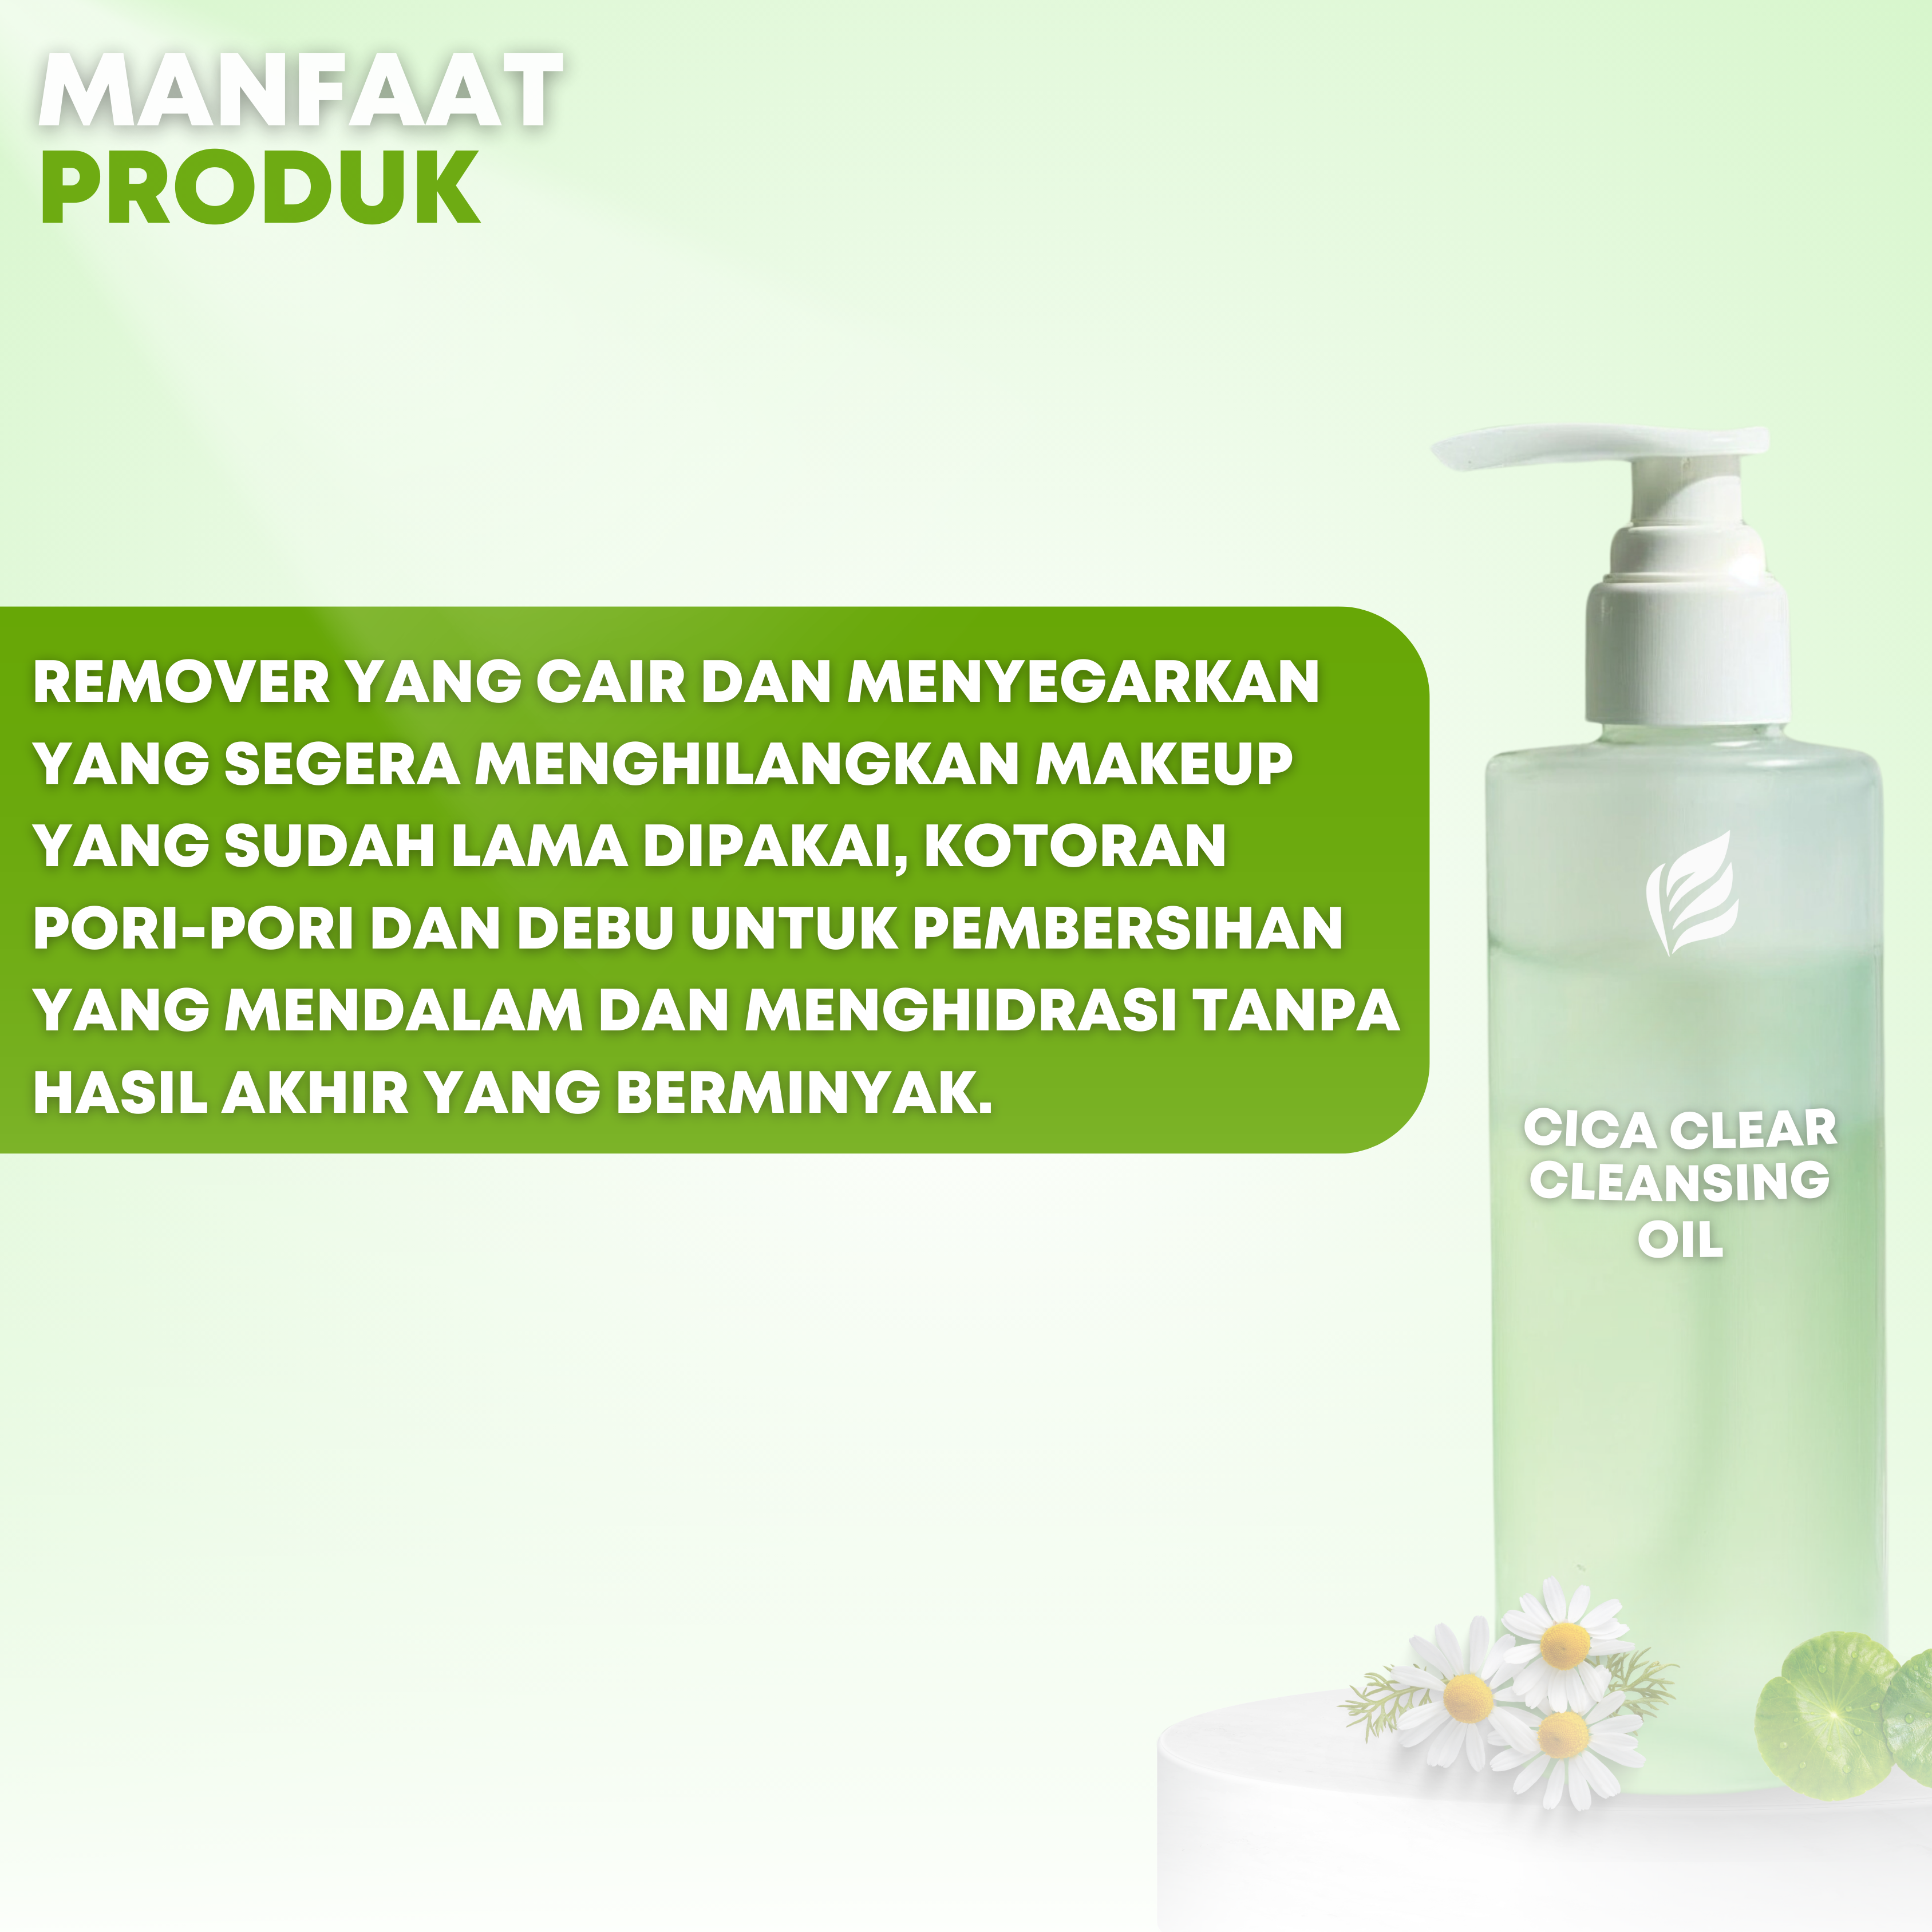 MANFAAT
PRODUK
REMOVER YANG CAIR DAN MENYEGARKAN
YANG SEGERA MENGHILANGKAN MAKEUP
YANG SUDAH LAMA DIPAKAI, KOTORAN
PORI-PORI DAN DEBU UNTUK PEMBERSIHAN
YANG MENDALAM DAN MENGHIDRASI TANPA
HASIL AKHIR YANG BERMINYAK.
CICA CLEAR
CLEANSING
OIL